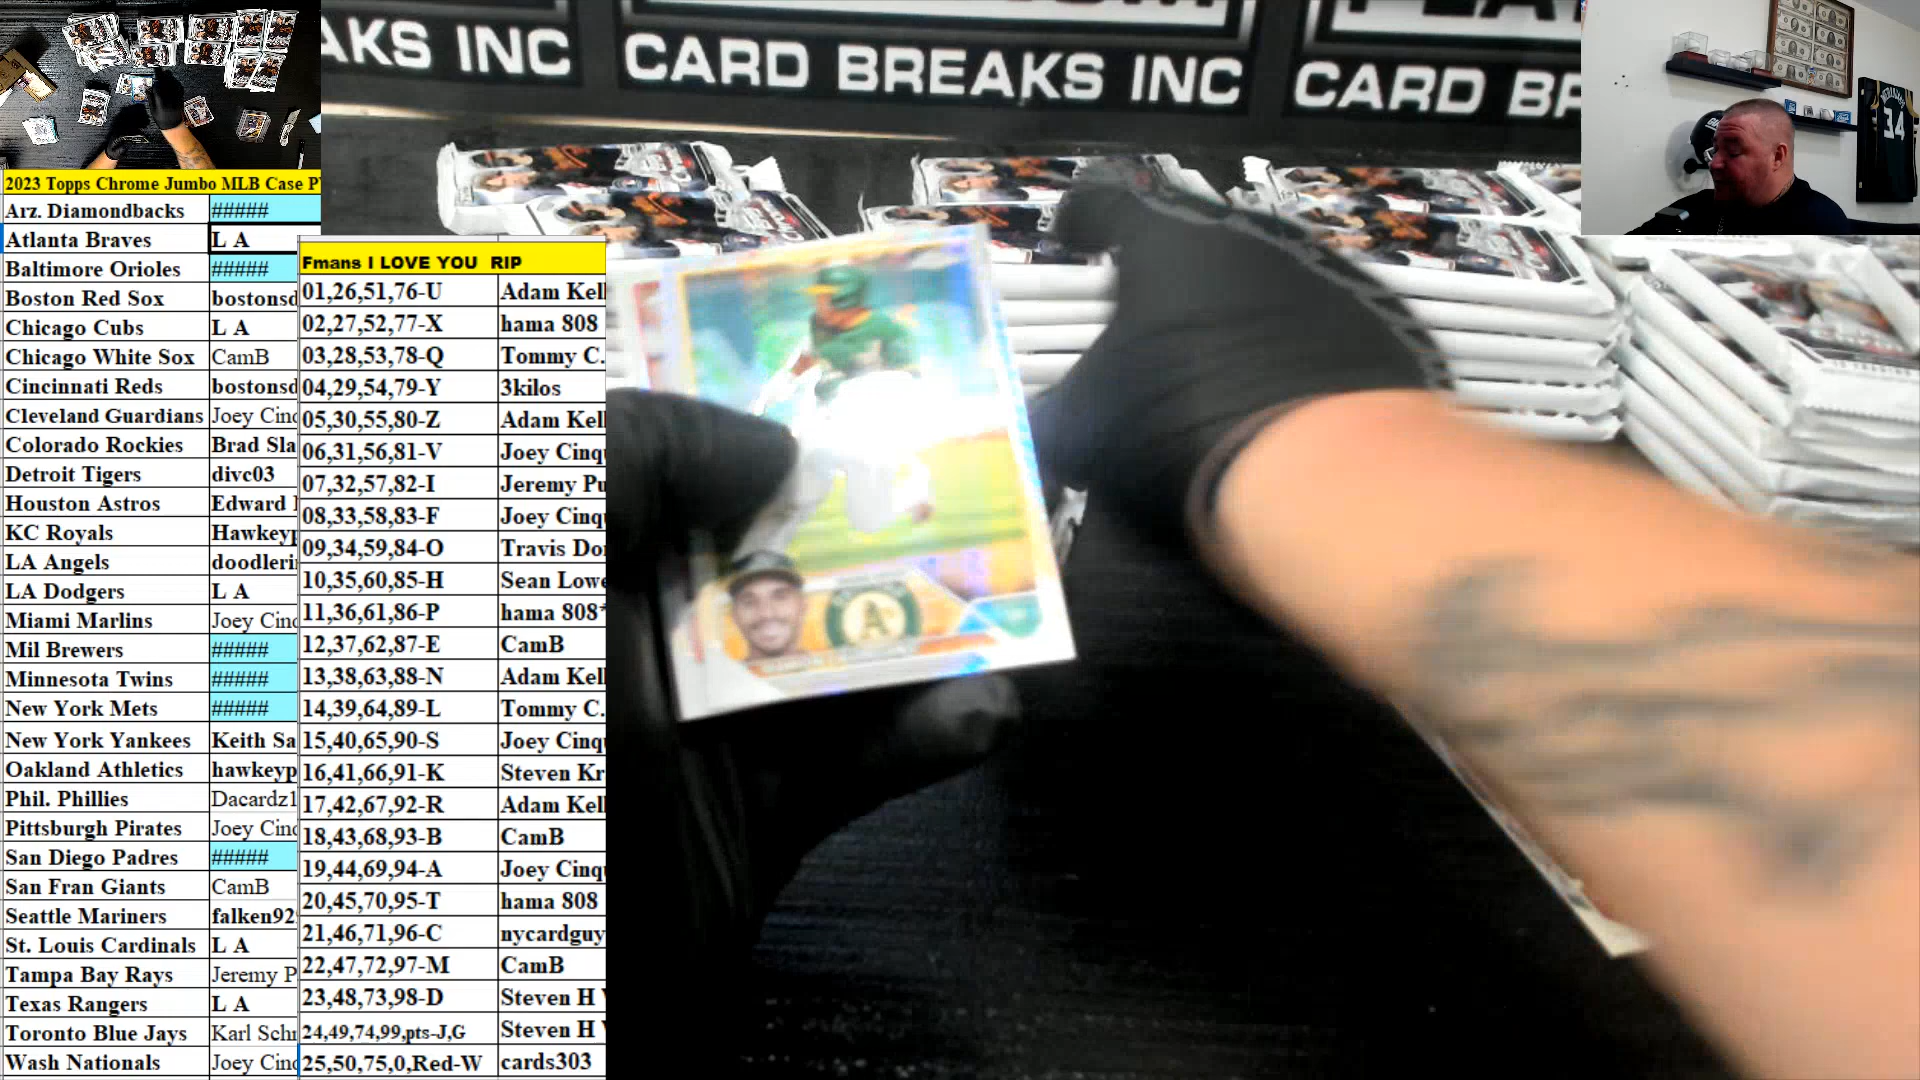 AKS INC
CARD BREAKS INC
CARD BR
34
2023 Topps Chrome Jumbo MLB Case P
Arz. Diamondbacks #####
Atlanta Braves L A
Baltimore Orioles #####
Boston Red Sox bostonsd
Chicago Cubs L A
Chicago White Sox CamB
Cincinnati Reds bostonsd
Cleveland Guardians Joey Cinq
Colorado Rockies Brad Sla
Detroit Tigers divc03
Houston Astros Edward
KC Royals Hawkeyp
LA Angels doodleri
LA Dodgers L A
Miami Marlins Joey Cinq
Mil Brewers #####
Minnesota Twins #####
New York Mets #####
New York Yankees Keith Sa
Oakland Athletics hawkeyp
Phil. Phillies Dacardz1
Pittsburgh Pirates Joey Cinq
San Diego Padres #####
San Fran Giants CamB
Seattle Mariners falken92
St. Louis Cardinals L A
Tampa Bay Rays Jeremy P
Texas Rangers L A
Toronto Blue Jays Karl Schr
Wash Nationals Joey Cinq
Fmans I LOVE YOU RIP
01,26,51,76-U Adam Kell
02,27,52,77-X hama 808
03,28,53,78-Q Tommy C.
04,29,54,79-Y 3kilos
05,30,55,80-Z Adam Kell
06,31,56,81-V Joey Cinqu
07,32,57,82-I Jeremy Pu
08,33,58,83-F Joey Cinqu
09,34,59,84-O Travis Dor
10,35,60,85-H Sean Lowe
11,36,61,86-P hama 808*
12,37,62,87-E CamB
13,38,63,88-N Adam Kell
14,39,64,89-L Tommy C.
15,40,65,90-S Joey Cinqu
16,41,66,91-K Steven Kr
17,42,67,92-R Adam Kell
18,43,68,93-B CamB
19,44,69,94-A Joey Cinqu
20,45,70,95-T hama 808
21,46,71,96-C nycardguy
22,47,72,97-M CamB
23,48,73,98-D Steven H
24,49,74,99,pts-J,G Steven H
25,50,75,0,Red-W cards303
A